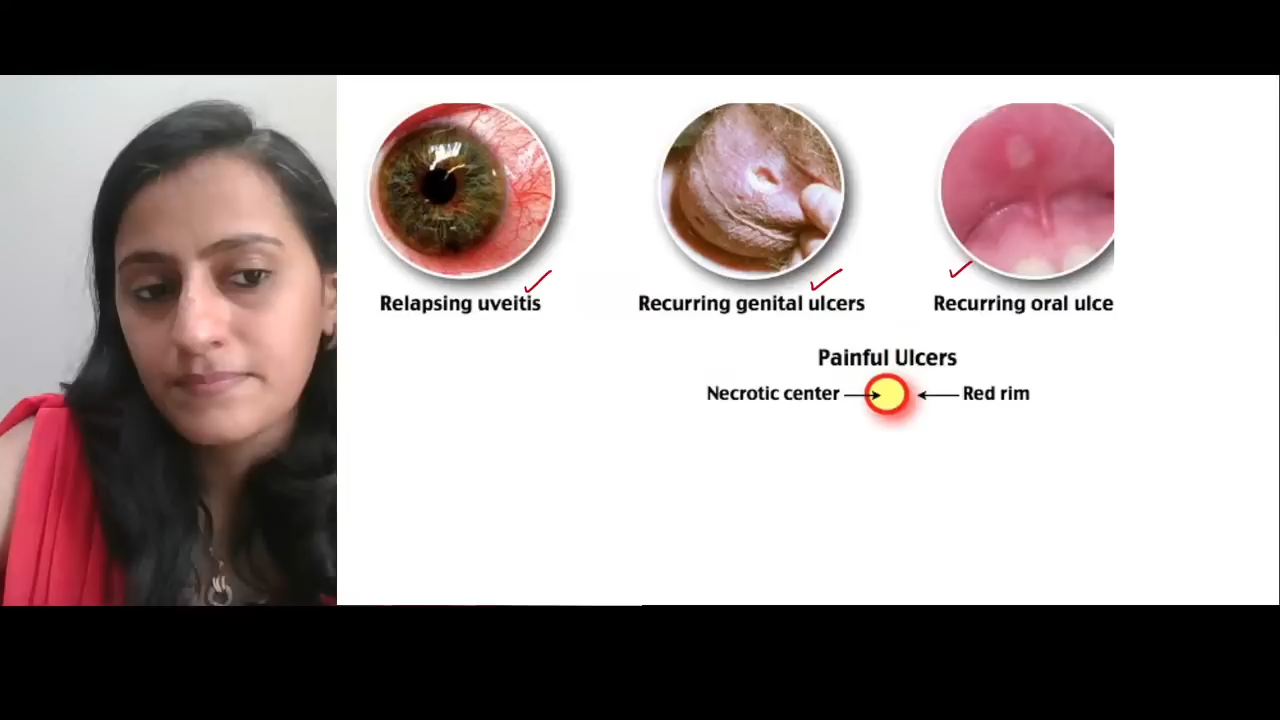 Relapsing uveitis
Recurring genital ulcers
Recurring oral ulce
Painful Ulcers
Necrotic center
Red rim